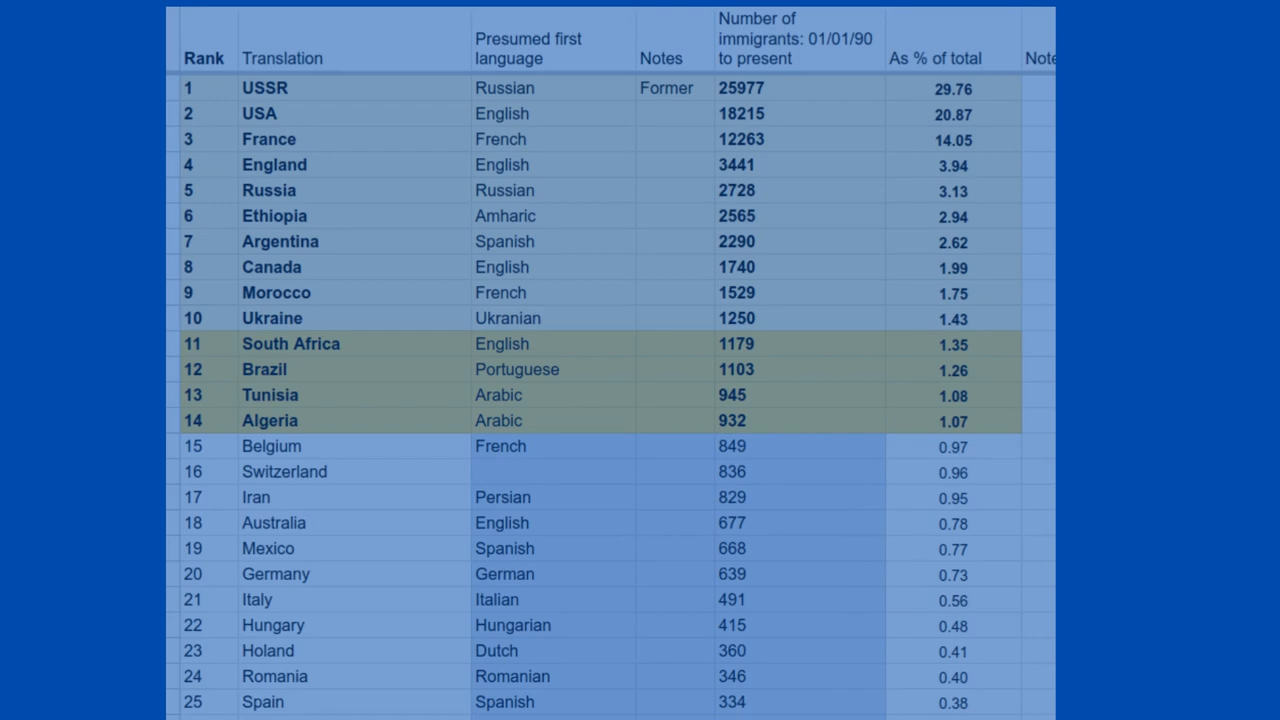 Rank Translation Presumed first language Notes Number of immigrants: 01/01/90 to present As % of total Note
1 USSR Russian Former 25977 29.76
2 USA English 18215 20.87
3 France French 12263 14.05
4 England English 3441 3.94
5 Russia Russian 2728 3.13
6 Ethiopia Amharic 2565 2.94
7 Argentina Spanish 2290 2.62
8 Canada English 1740 1.99
9 Morocco French 1529 1.75
10 Ukraine Ukranian 1250 1.43
11 South Africa English 1179 1.35
12 Brazil Portuguese 1103 1.26
13 Tunisia Arabic 945 1.08
14 Algeria Arabic 932 1.07
15 Belgium French 849 0.97
16 Switzerland 836 0.96
17 Iran Persian 829 0.95
18 Australia English 677 0.78
19 Mexico Spanish 668 0.77
20 Germany German 639 0.73
21 Italy Italian 491 0.56
22 Hungary Hungarian 415 0.48
23 Holand Dutch 360 0.41
24 Romania Romanian 346 0.40
25 Spain Spanish 334 0.38